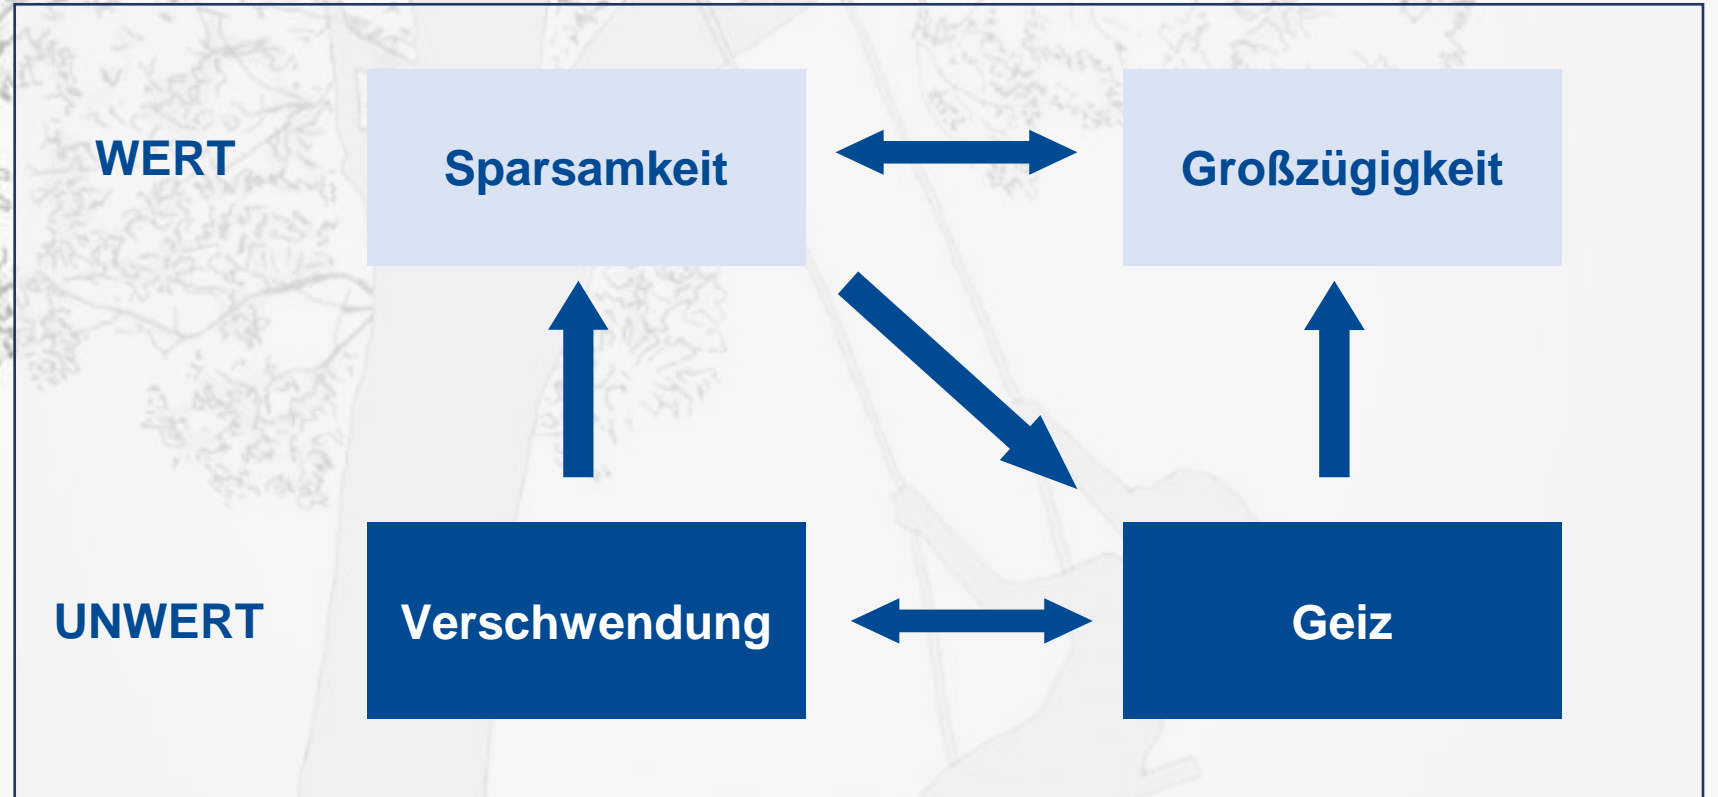 WERT
Sparsamkeit
Großzügigkeit
UNWERT
Verschwendung
Geiz